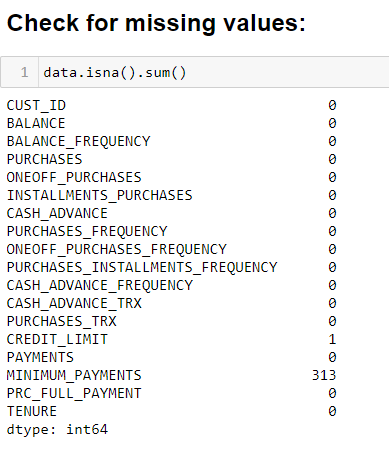 Check for missing values:
1 data.isna().sum()
CUST_ID 0
BALANCE 0
BALANCE_FREQUENCY 0
PURCHASES 0
ONEOFF_PURCHASES 0
INSTALLMENTS_PURCHASES 0
CASH_ADVANCE 0
PURCHASES_FREQUENCY 0
ONEOFF_PURCHASES_FREQUENCY 0
PURCHASES_INSTALLMENTS_FREQUENCY 0
CASH_ADVANCE_FREQUENCY 0
CASH_ADVANCE_TRX 0
PURCHASES_TRX 0
CREDIT_LIMIT 1
PAYMENTS 0
MINIMUM_PAYMENTS 313
PRC_FULL_PAYMENT 0
TENURE 0
dtype: int64